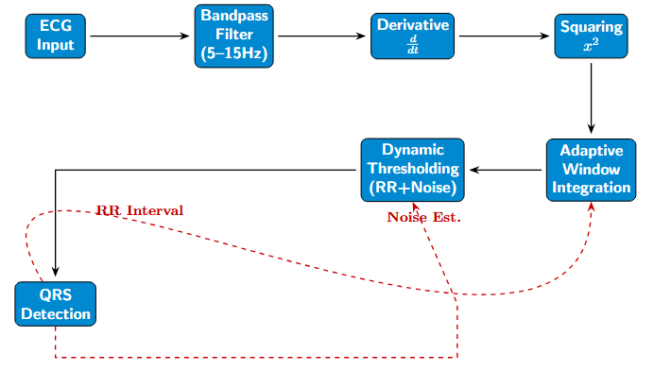 ECG
Input
Bandpass
Filter
(5–15Hz)
Derivative
d
dt
Squaring
x²
Dynamic
Thresholding
(RR+Noise)
Adaptive
Window
Integration
RR Interval
Noise Est.
QRS
Detection